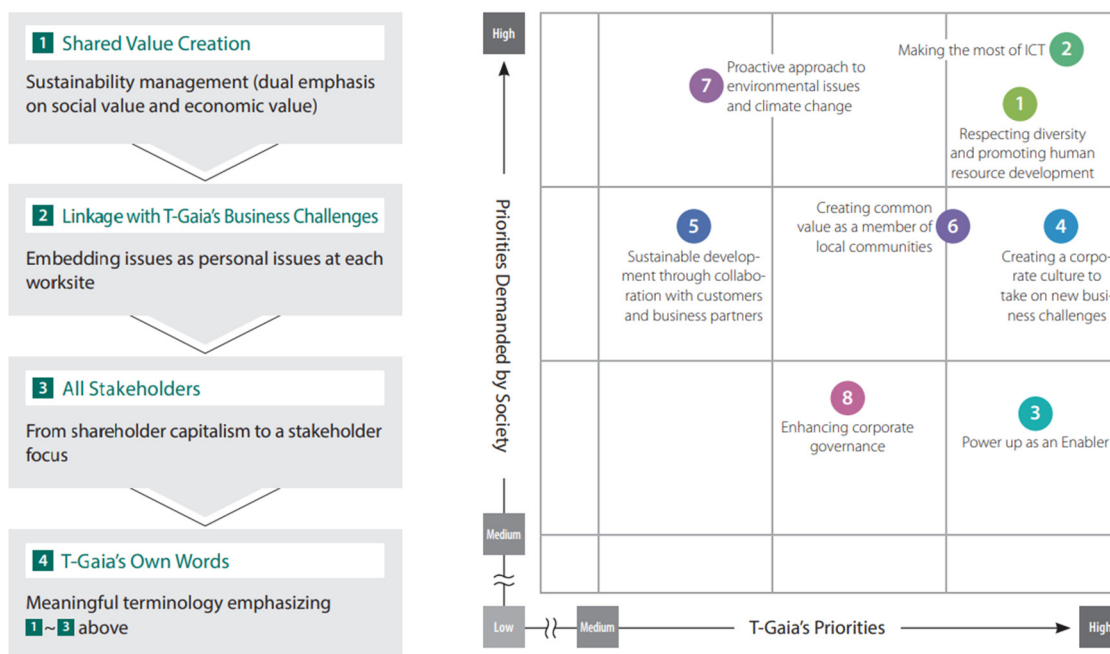 1 Shared Value Creation
Sustainability management (dual emphasis
on social value and economic value)
2 Linkage with T-Gaia's Business Challenges
Embedding issues as personal issues at each
worksite
3 All Stakeholders
From shareholder capitalism to a stakeholder
focus
4 T-Gaia's Own Words
Meaningful terminology emphasizing
1 ~ 3 above
High
Priorities Demanded by Society
Medium
Low
Medium
T-Gaia's Priorities
High
Making the most of ICT 2
7
Proactive approach to
environmental issues
and climate change
1
Respecting diversity
and promoting human
resource development
5
Sustainable develop-
ment through collabo-
ration with customers
and business partners
Creating common
value as a member of
local communities
6
4
Creating a corpo-
rate culture to
take on new busi-
ness challenges
8
Enhancing corporate
governance
3
Power up as an Enabler